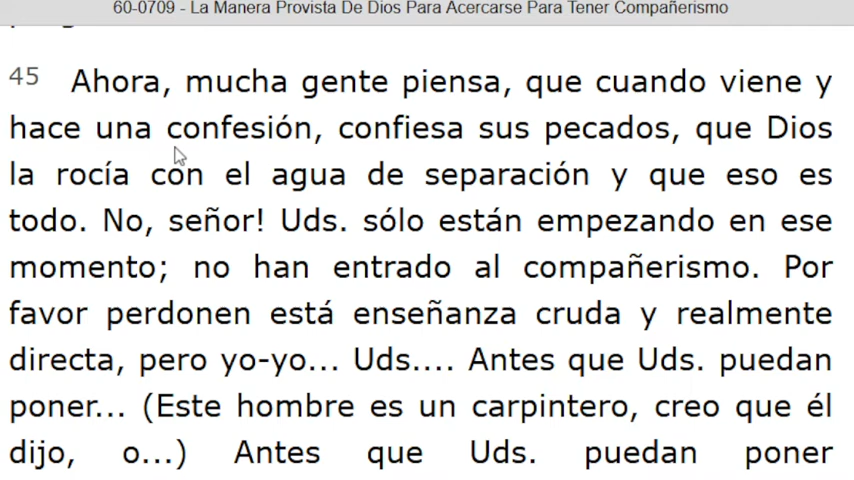 60-0709 - La Manera Provista De Dios Para Acercarse Para Tener Compañerismo
45 Ahora, mucha gente piensa, que cuando viene y
hace una confesión, confiesa sus pecados, que Dios
la rocía con el agua de separación y que eso es
todo. No, señor! Uds. sólo están empezando en ese
momento; no han entrado al compañerismo. Por
favor perdonen está enseñanza cruda y realmente
directa, pero yo-yo... Uds.... Antes que Uds. puedan
poner... (Este hombre es un carpintero, creo que él
dijo, o...) Antes que Uds. puedan poner